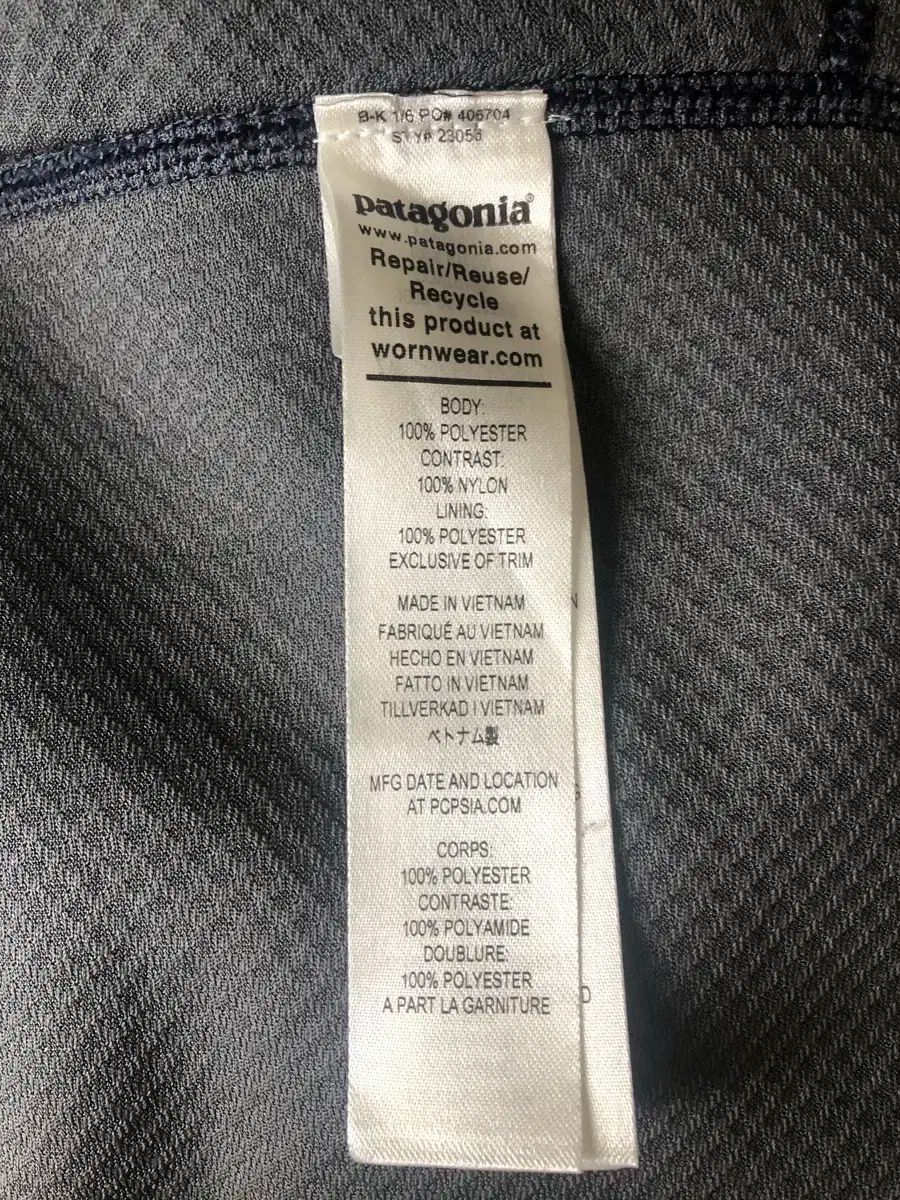 B-K 1/6 PO# 406704
STY# 23056
patagonia®
www.patagonia.com
Repair/Reuse/
Recycle
this product at
wornwear.com
BODY:
100% POLYESTER
CONTRAST:
100% NYLON
LINING:
100% POLYESTER
EXCLUSIVE OF TRIM
MADE IN VIETNAM
FABRIQUÉ AU VIETNAM
HECHO EN VIETNAM
FATTO IN VIETNAM
TILLVERKAD I VIETNAM
ベトナム製
MFG DATE AND LOCATION
AT PCPSIA.COM
CORPS:
100% POLYESTER
CONTRASTE:
100% POLYAMIDE
DOUBLURE:
100% POLYESTER
A PART LA GARNITURE